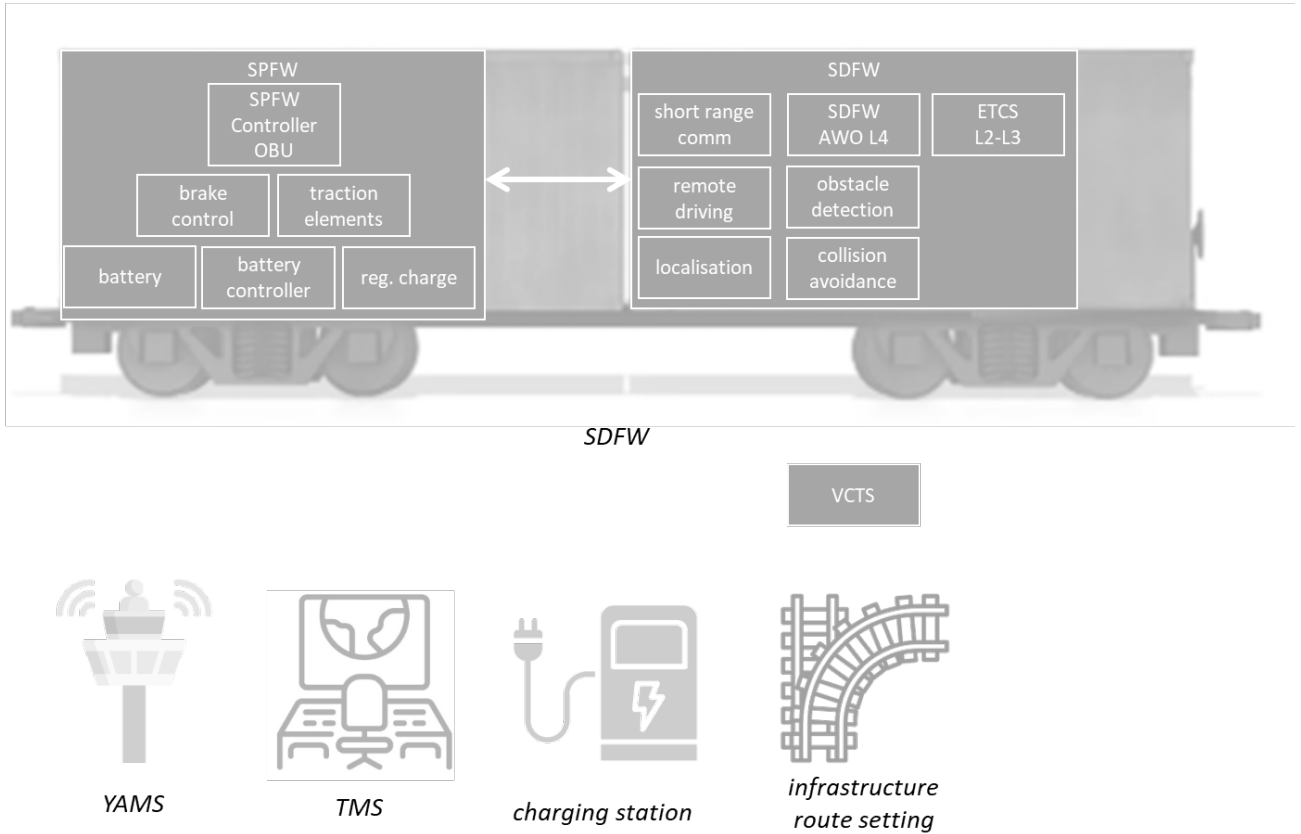 SPFW
SPFW
Controller
OBU
brake
control
traction
elements
battery
battery
controller
reg. charge
SDFW
short range
comm
SDFW
AWO L4
ETCS
L2-L3
remote
driving
obstacle
detection
localisation
collision
avoidance
SDFW
VCTS
YAMS
TMS
charging station
infrastructure
route setting